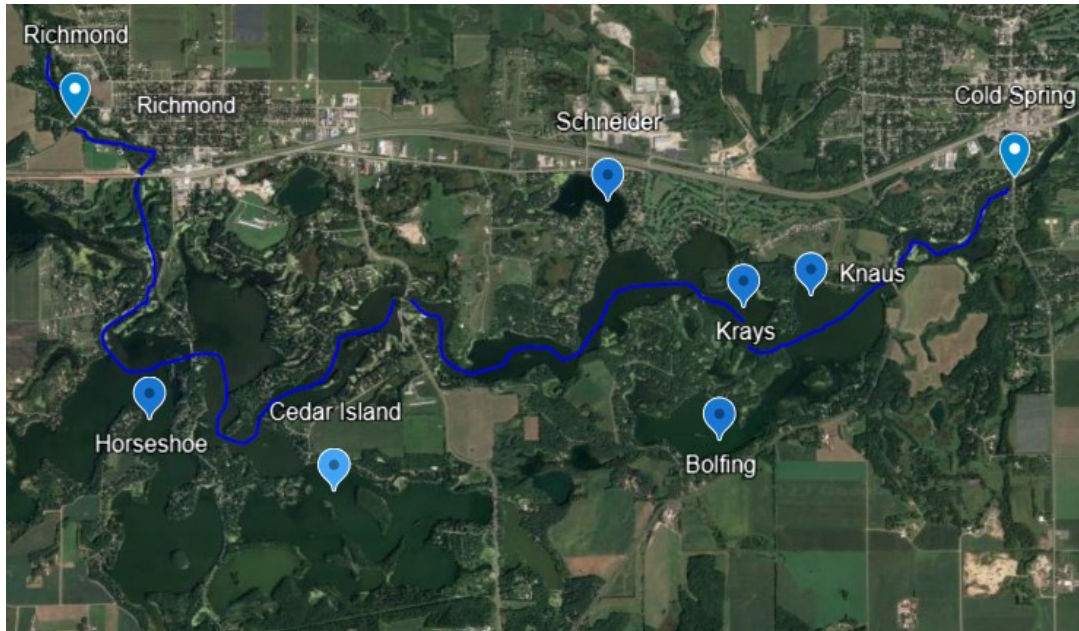 Richmond
Richmond
Cold Spring
Schneider
Knaus
Krays
Cedar Island
Horseshoe
Bolfing